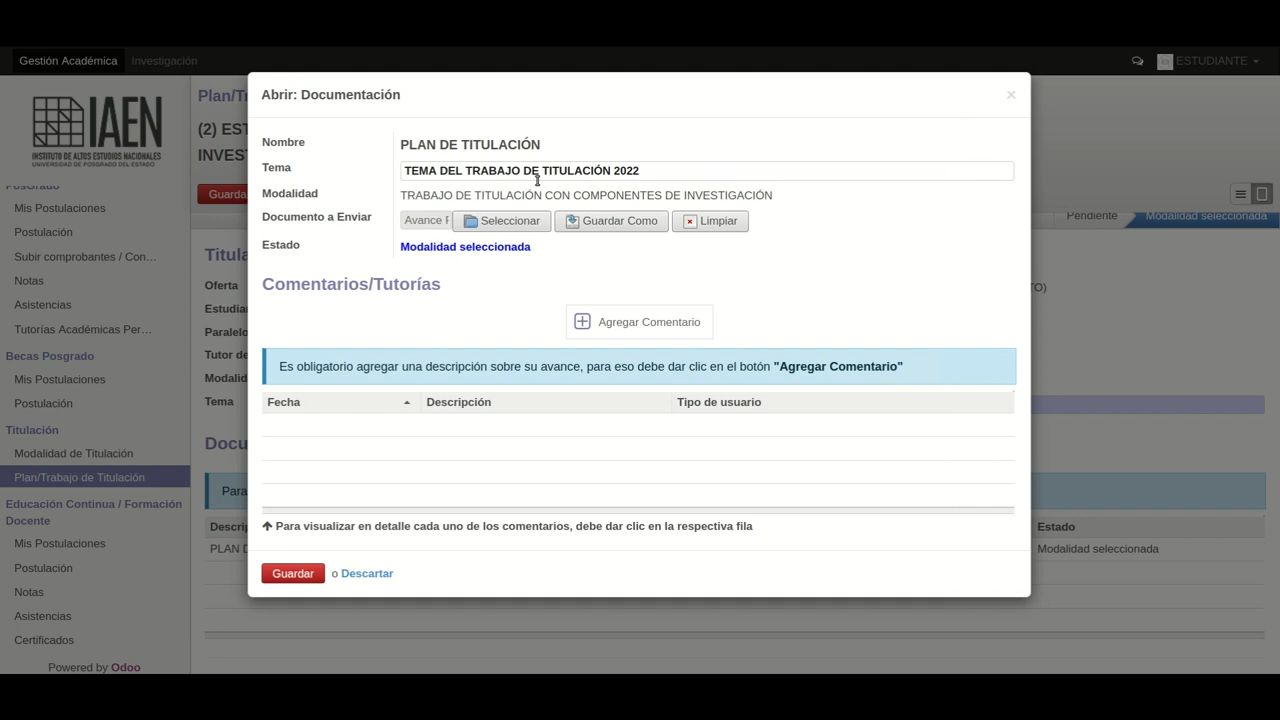 Gestión Académica Investigación
ESTUDIANTE
IAEN
INSTITUTO DE ALTOS ESTUDIOS NACIONALES
UNIVERSIDAD DE POSGRADO DEL ESTADO
Posgrado
Mis Postulaciones
Postulación
Subir comprobantes / Con…
Notas
Asistencias
Tutorías Académicas Per…
Becas Posgrado
Mis Postulaciones
Postulación
Titulación
Modalidad de Titulación
Plan/Trabajo de Titulación
Educación Continua / Formación
Docente
Mis Postulaciones
Postulación
Notas
Asistencias
Certificados
Powered by Odoo
Plan/T
(2) EST
INVES
Guarda
Pendiente Modalidad seleccionada
Titula
Oferta
TO)
Estudian
Paralelo
Tutor de
Modalid
Tema
Docu
Para
Descrip
Estado
PLAN D
Modalidad seleccionada
Abrir: Documentación
×
Nombre PLAN DE TITULACIÓN
Tema TEMA DEL TRABAJO DE TITULACIÓN 2022
Modalidad TRABAJO DE TITULACIÓN CON COMPONENTES DE INVESTIGACIÓN
Documento a Enviar Avance F Seleccionar Guardar Como Limpiar
Estado Modalidad seleccionada
Comentarios/Tutorías
Agregar Comentario
Es obligatorio agregar una descripción sobre su avance, para eso debe dar clic en el botón "Agregar Comentario"
Fecha Descripción Tipo de usuario
Para visualizar en detalle cada uno de los comentarios, debe dar clic en la respectiva fila
Guardar o Descartar